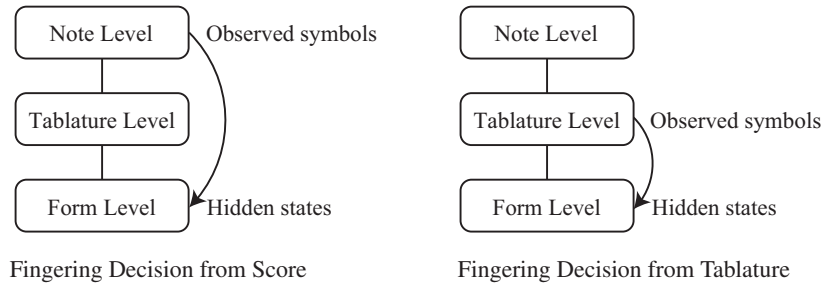 Note Level
Observed symbols
Tablature Level
Form Level
Hidden states
Fingering Decision from Score
Note Level
Tablature Level
Observed symbols
Form Level
Hidden states
Fingering Decision from Tablature